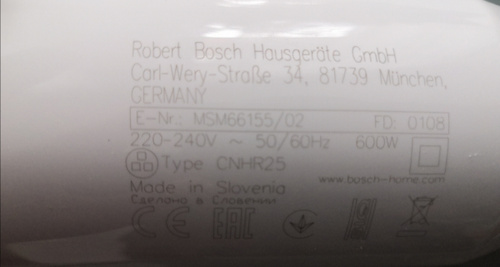 Robert Bosch Hausgeräte GmbH
Carl-Wery-Straße 34, 81739 München,
GERMANY
E-Nr.: MSM66155/02 FD: 0108
220-240V ~ 50/60Hz 600W
Type CNHR25
www.bosch-home.com
Made in Slovenia
Сделано в Словении
CE EAC